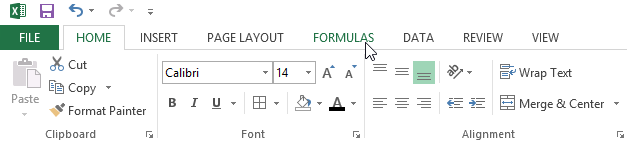 FILE HOME INSERT PAGE LAYOUT FORMULAS DATA REVIEW VIEW
Paste
Cut
Copy
Format Painter
Clipboard
Calibri 14 A A
B I U A
Font
Wrap Text
Merge & Center
Alignment